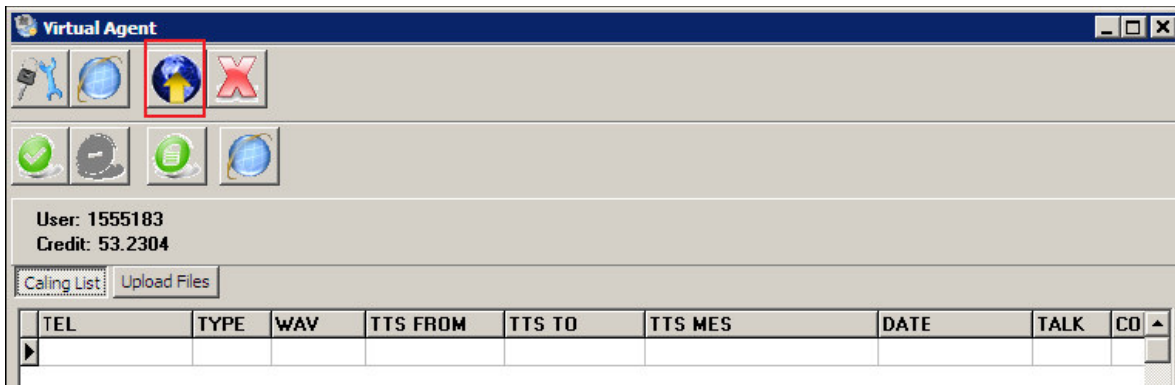 Virtual Agent
User: 1555183
Credit: 53.2304
Caling List Upload Files
TEL TYPE WAV TTS FROM TTS TO TTS MES DATE TALK CO